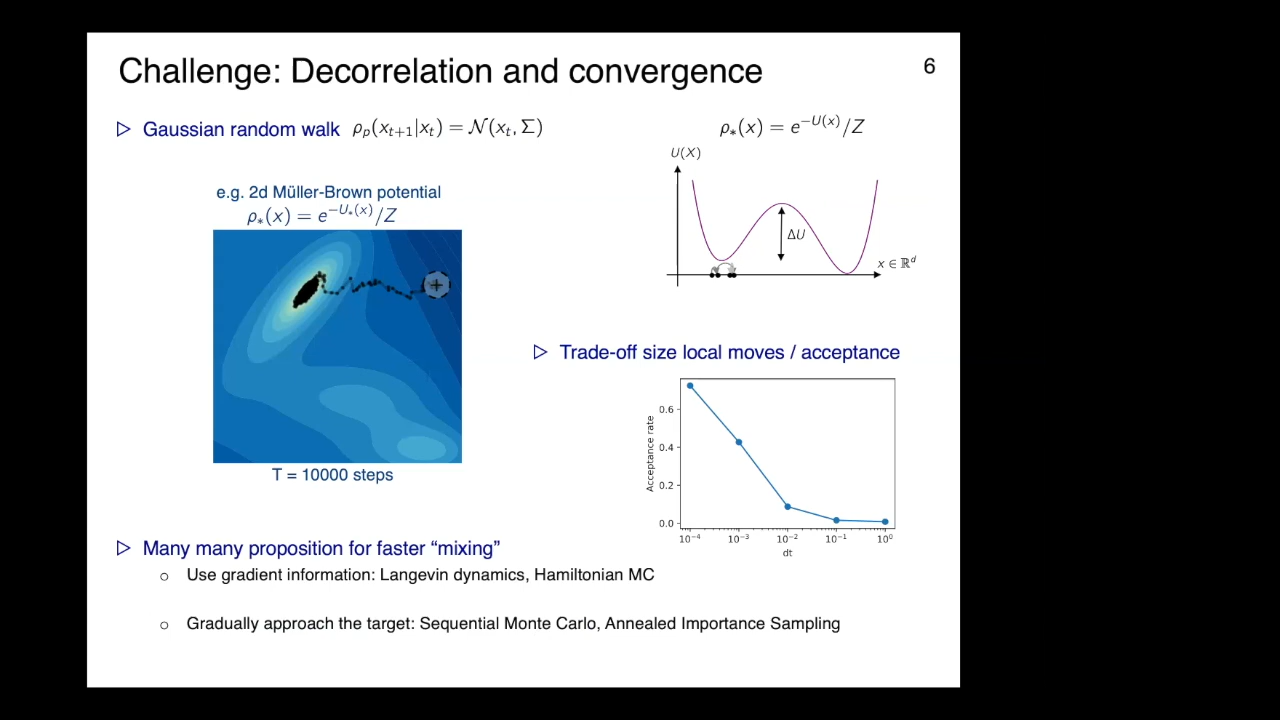 Challenge: Decorrelation and convergence
6
▷ Gaussian random walk ρₚ(xₜ₊₁|xₜ) = 𝒩(xₜ, Σ)
ρ∗(x) = e^{−U(x)}/Z
U(X)
ΔU
x ∈ ℝᵈ
e.g. 2d Müller-Brown potential
ρ∗(x) = e^{−U∗(x)}/Z
T = 10000 steps
▷ Trade-off size local moves / acceptance
Acceptance rate
0.6
0.4
0.2
0.0
10⁻⁴ 10⁻³ 10⁻² 10⁻¹ 10⁰
dt
▷ Many many proposition for faster “mixing”
○ Use gradient information: Langevin dynamics, Hamiltonian MC
○ Gradually approach the target: Sequential Monte Carlo, Annealed Importance Sampling